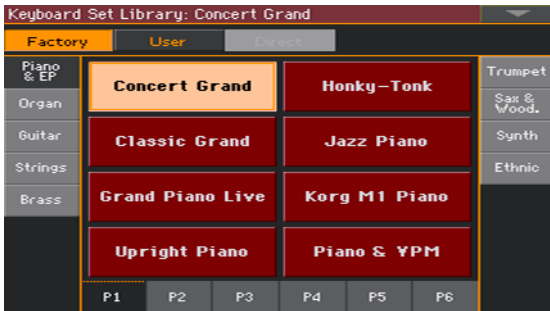 Keyboard Set Library: Concert Grand
Factory User Direct
Piano
& EP
Organ
Guitar
Strings
Brass
Concert Grand Honky-Tonk
Classic Grand Jazz Piano
Grand Piano Live Korg M1 Piano
Upright Piano Piano & VPM
Trumpet
Sax &
Wood.
Synth
Ethnic
P1 P2 P3 P4 P5 P6